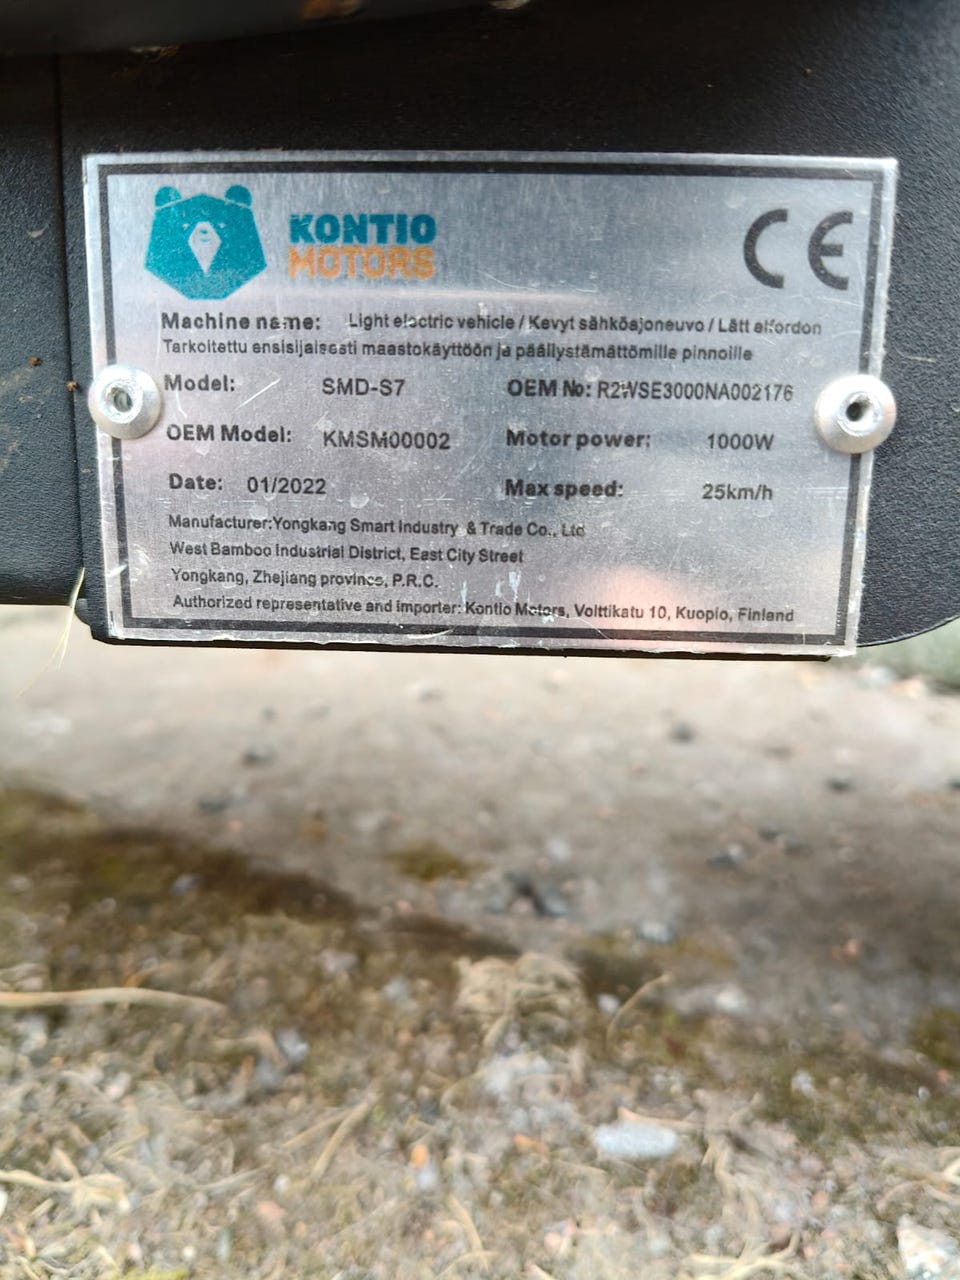 KONTIO
MOTORS
CE
Machine name: Light electric vehicle / Kevyt sähköajoneuvo / Lätt elfordon
Tarkoitettu ensisijaisesti maastokäyttöön ja päällystämättömille pinnoille
Model: SMD-S7 OEM No: R2WSE3000NA002176
OEM Model: KMSM00002 Motor power: 1000W
Date: 01/2022 Max speed: 25km/h
Manufacturer:Yongkang Smart Industry & Trade Co., Ltd
West Bamboo Industrial District, East City Street
Yongkang, Zhejiang province, P.R.C.
Authorized representative and importer: Kontio Motors, Volttikatu 10, Kuopio, Finland